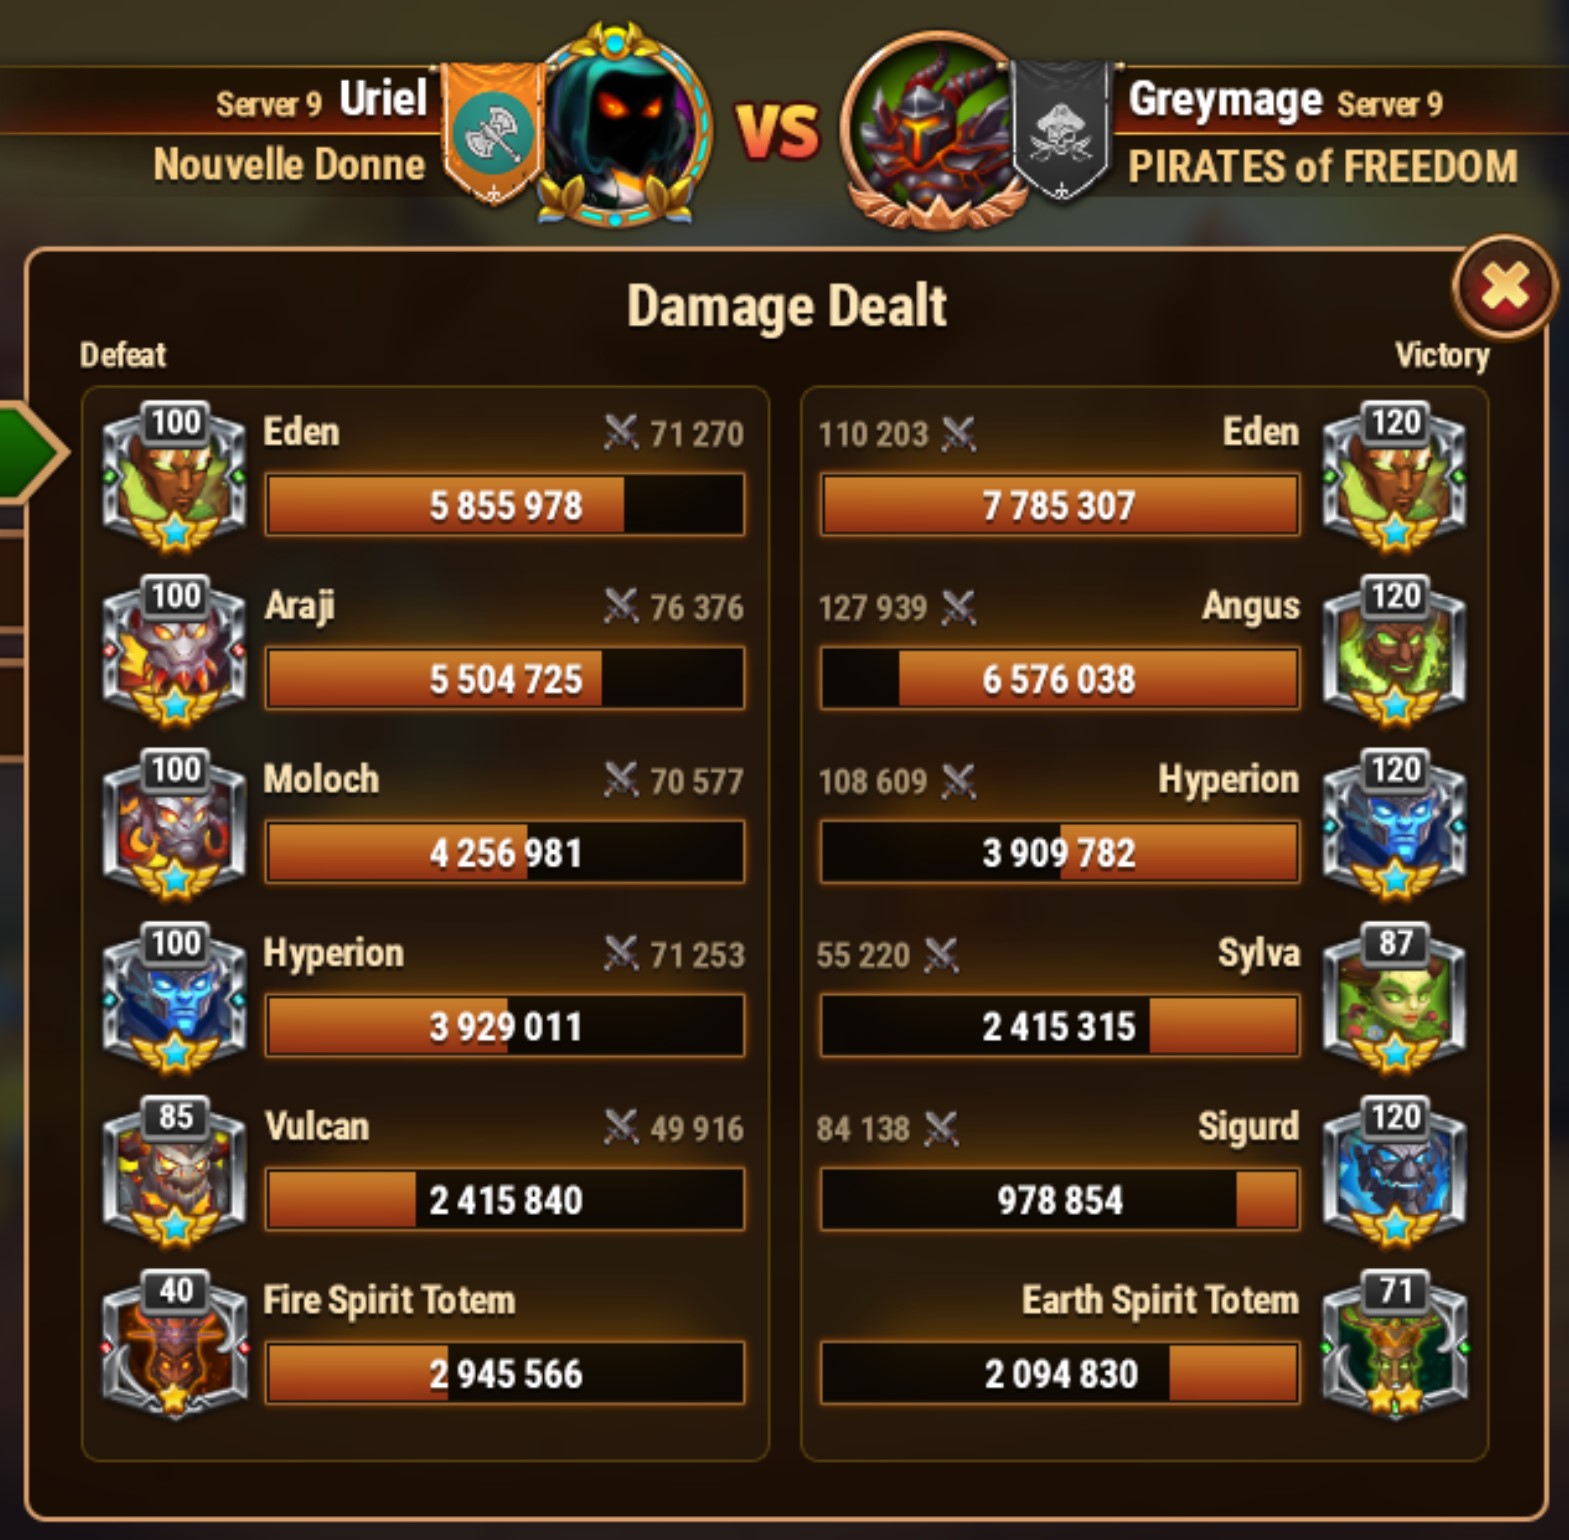 Server 9 Uriel
Nouvelle Donne
VS
Greymage Server 9
PIRATES of FREEDOM
Damage Dealt
Defeat
Victory
100 Eden 71 270
5 855 978
100 Araji 76 376
5 504 725
100 Moloch 70 577
4 256 981
100 Hyperion 71 253
3 929 011
85 Vulcan 49 916
2 415 840
40 Fire Spirit Totem
2 945 566
110 203 Eden 120
7 785 307
127 939 Angus 120
6 576 038
108 609 Hyperion 120
3 909 782
55 220 Sylva 87
2 415 315
84 138 Sigurd 120
978 854
Earth Spirit Totem 71
2 094 830